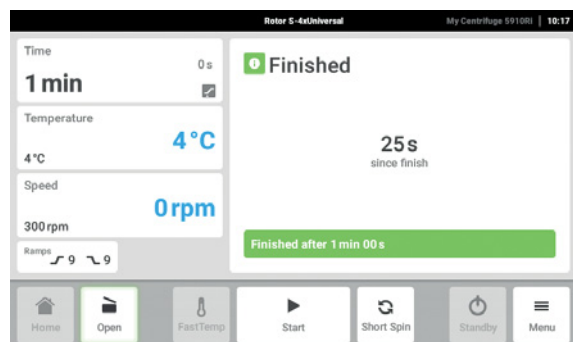 Rotor S-4xUniversal
My Centrifuge 5910Ri | 10:17
Time
0 s
1 min
Temperature
4 °C
4 °C
Speed
0 rpm
300 rpm
Ramps
9 9
Finished
25 s
since finish
Finished after 1 min 00 s
Home
Open
FastTemp
Start
Short Spin
Standby
Menu